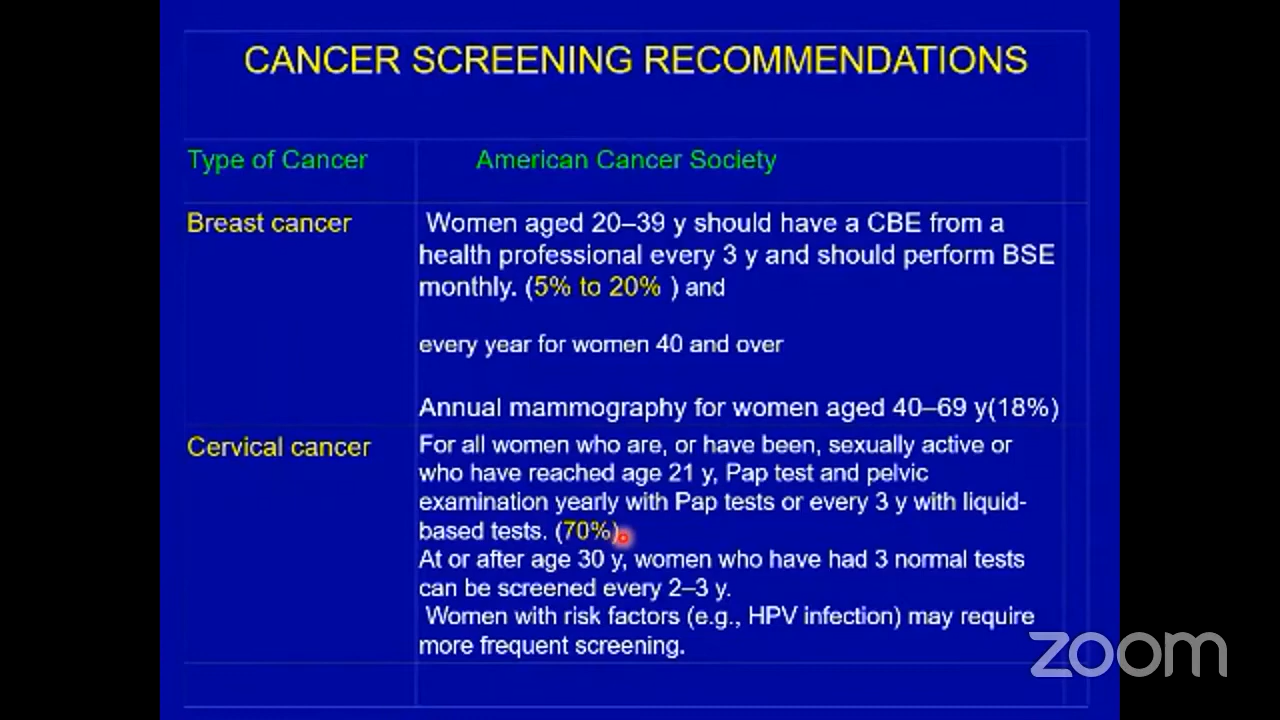 CANCER SCREENING RECOMMENDATIONS
Type of Cancer
American Cancer Society
Breast cancer
Women aged 20–39 y should have a CBE from a
health professional every 3 y and should perform BSE
monthly. (5% to 20% ) and
every year for women 40 and over
Annual mammography for women aged 40–69 y(18%)
Cervical cancer
For all women who are, or have been, sexually active or
who have reached age 21 y, Pap test and pelvic
examination yearly with Pap tests or every 3 y with liquid-
based tests. (70%)
At or after age 30 y, women who have had 3 normal tests
can be screened every 2–3 y.
Women with risk factors (e.g., HPV infection) may require
more frequent screening.
zoom